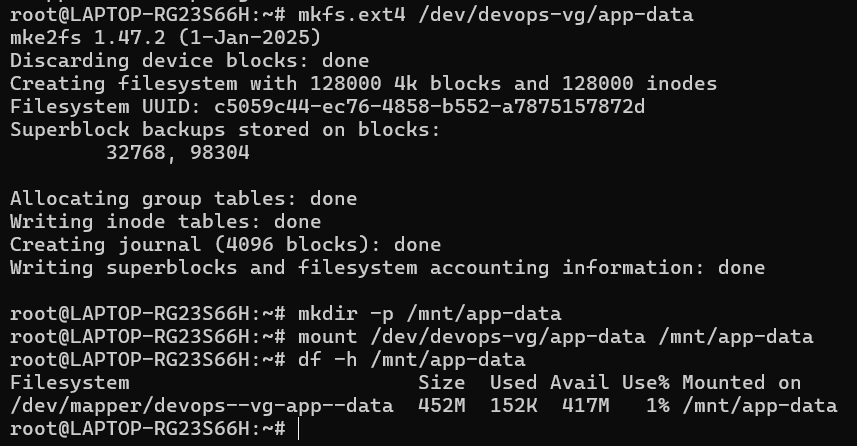 root@LAPTOP-RG23S66H:~# mkfs.ext4 /dev/devops-vg/app-data
mke2fs 1.47.2 (1-Jan-2025)
Discarding device blocks: done
Creating filesystem with 128000 4k blocks and 128000 inodes
Filesystem UUID: c5059c44-ec76-4858-b552-a7875157872d
Superblock backups stored on blocks:
        32768, 98304

Allocating group tables: done
Writing inode tables: done
Creating journal (4096 blocks): done
Writing superblocks and filesystem accounting information: done

root@LAPTOP-RG23S66H:~# mkdir -p /mnt/app-data
root@LAPTOP-RG23S66H:~# mount /dev/devops-vg/app-data /mnt/app-data
root@LAPTOP-RG23S66H:~# df -h /mnt/app-data
Filesystem                        Size  Used Avail Use% Mounted on
/dev/mapper/devops--vg-app--data  452M  152K  417M   1% /mnt/app-data
root@LAPTOP-RG23S66H:~#